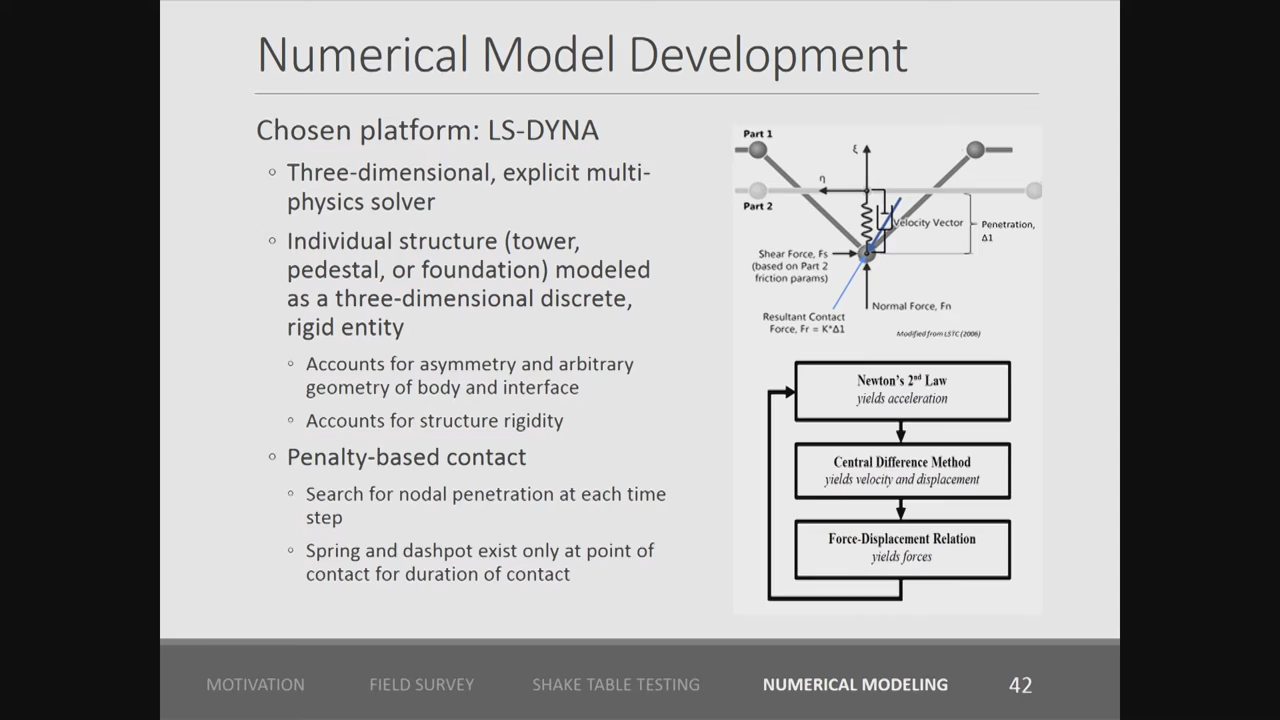 Numerical Model Development
Chosen platform: LS-DYNA
◦ Three-dimensional, explicit multi-
physics solver
◦ Individual structure (tower,
pedestal, or foundation) modeled
as a three-dimensional discrete,
rigid entity
◦ Accounts for asymmetry and arbitrary
geometry of body and interface
◦ Accounts for structure rigidity
◦ Penalty-based contact
◦ Search for nodal penetration at each time
step
◦ Spring and dashpot exist only at point of
contact for duration of contact
Part 1
ξ
η
Part 2
Velocity Vector
Penetration,
Δ1
Shear Force, Fs
(based on Part 2
friction params)
Normal Force, Fn
Resultant Contact
Force, Fr = K*Δ1
Modified from LSTC (2006)
Newton's 2nd Law
yields acceleration
Central Difference Method
yields velocity and displacement
Force-Displacement Relation
yields forces
MOTIVATION
FIELD SURVEY
SHAKE TABLE TESTING
NUMERICAL MODELING
42